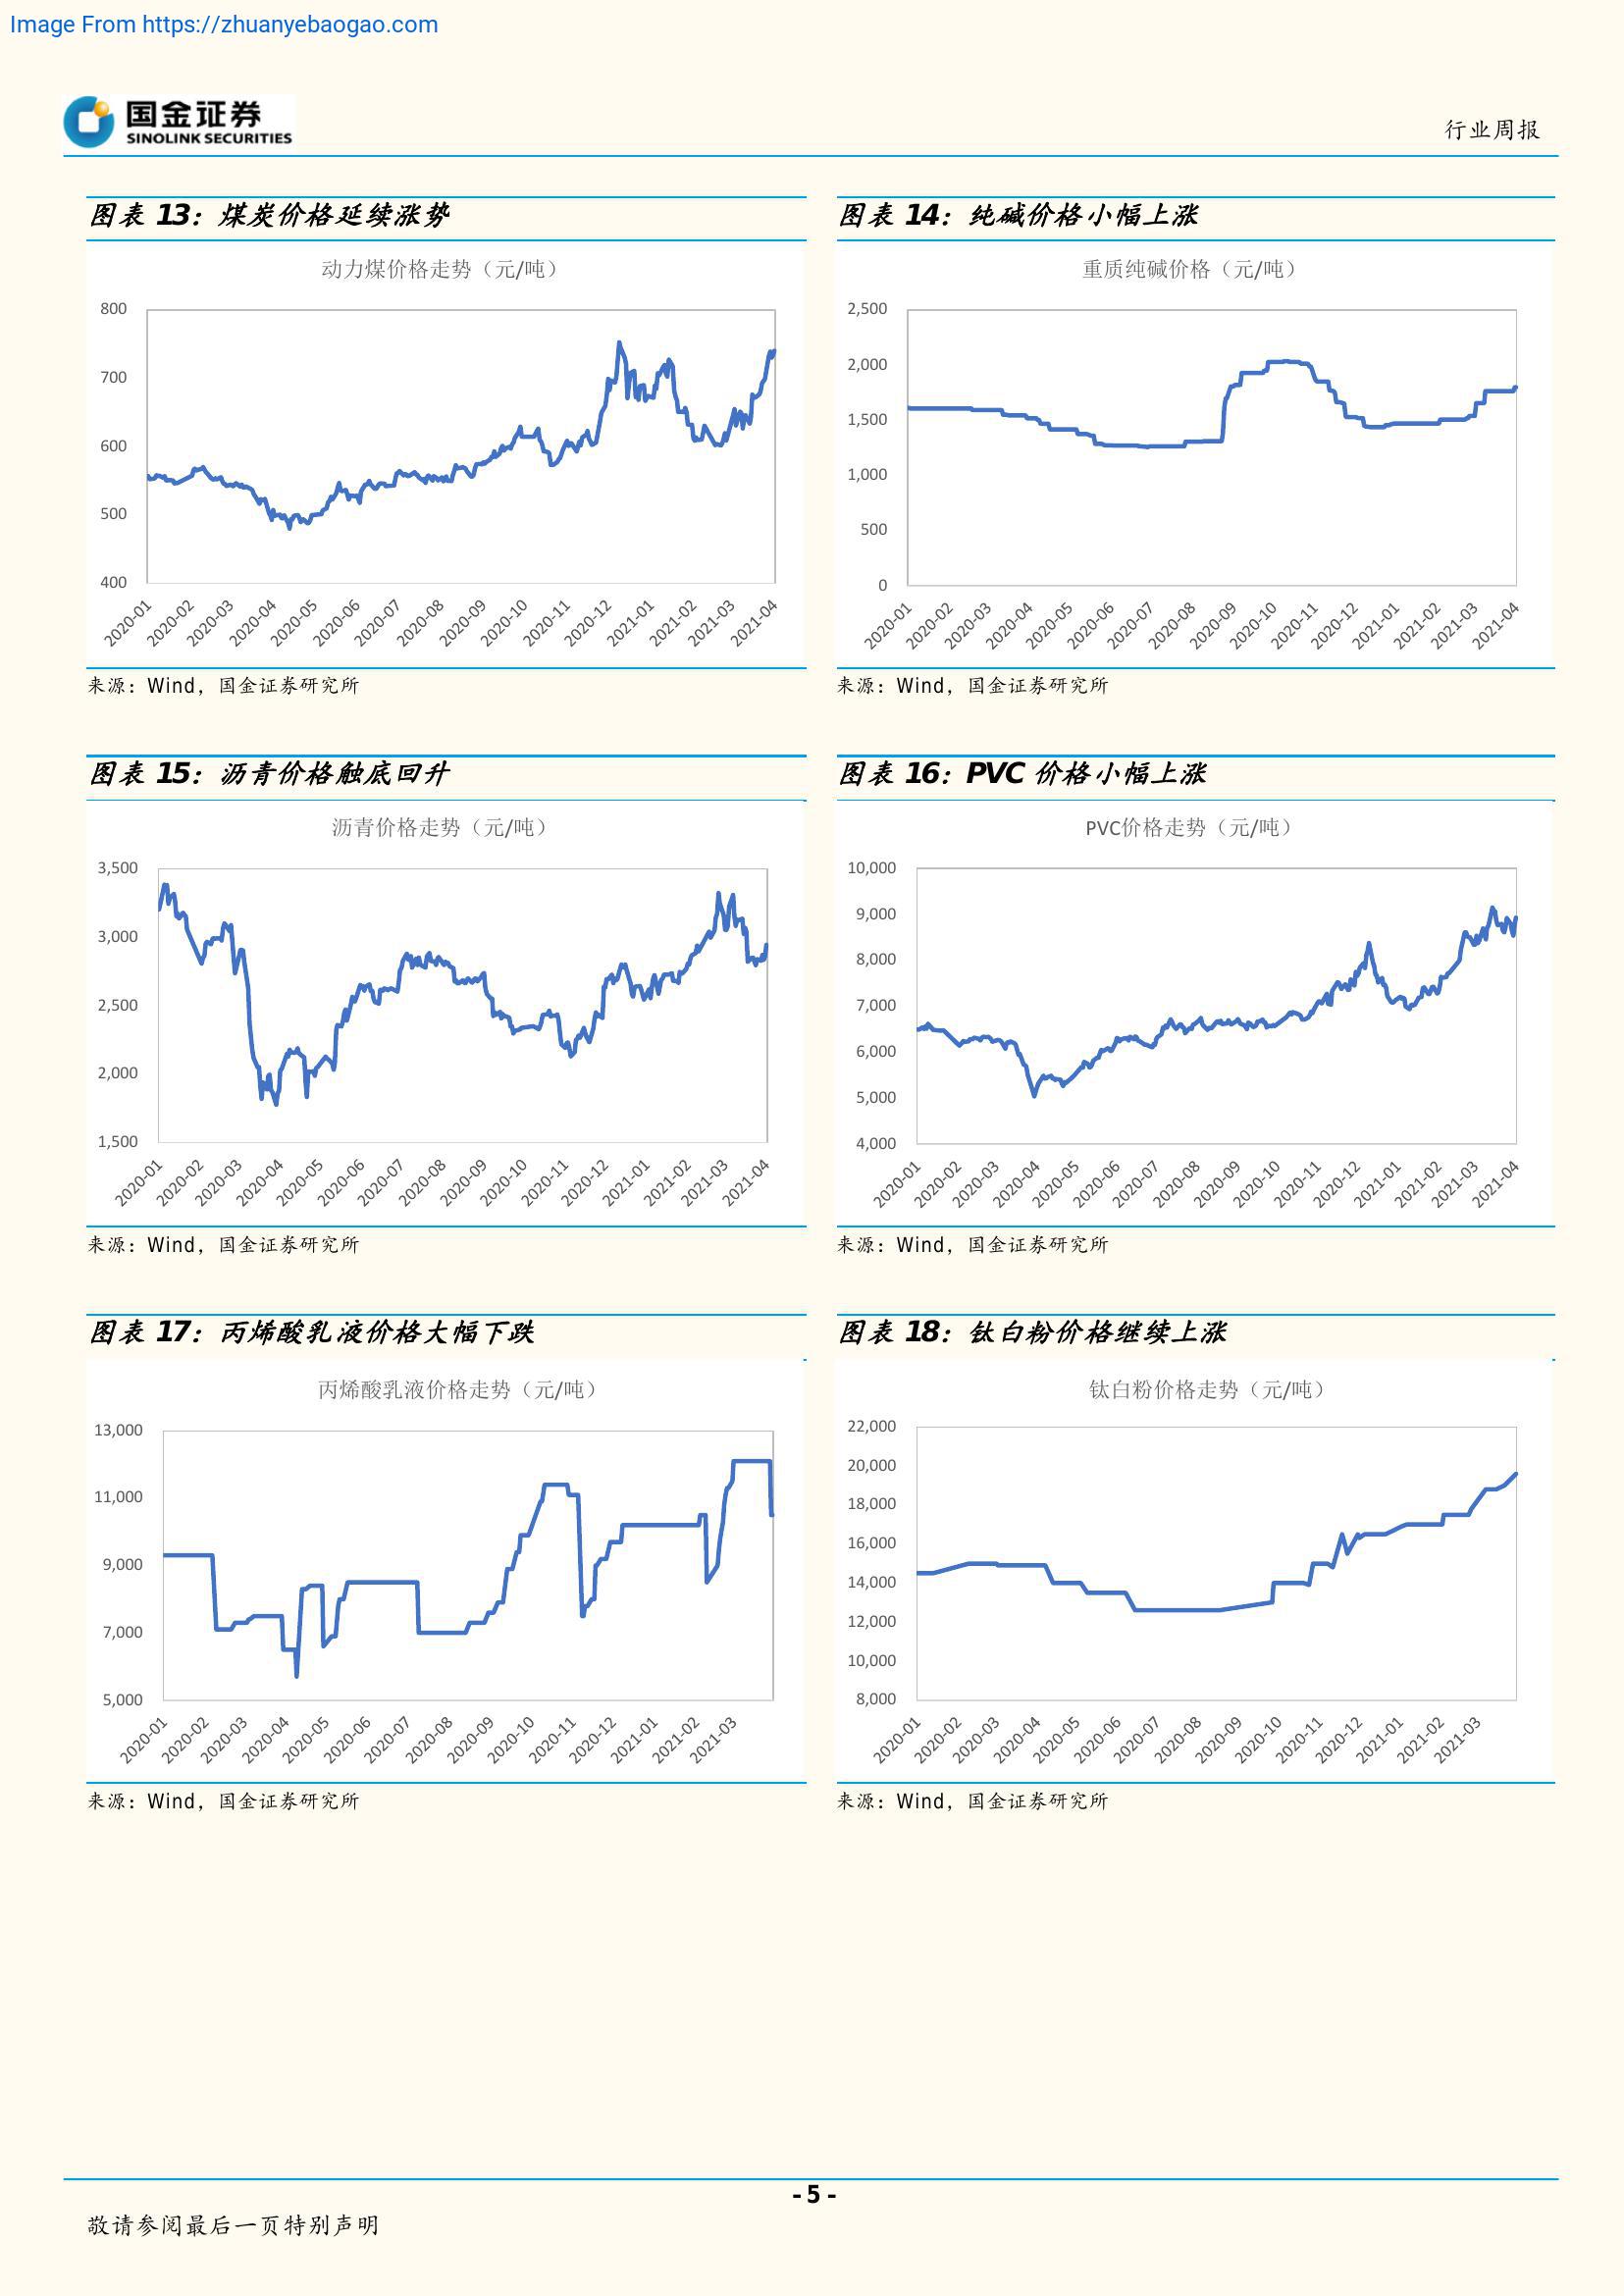 Image From https://zhuanyebaogao.com
国金证券
SINOLINK SECURITIES
行业周报
图表 13：煤炭价格延续涨势
动力煤价格走势（元/吨）
800
700
600
500
400
2020-01 2020-02 2020-03 2020-04 2020-05 2020-06 2020-07 2020-08 2020-09 2020-10 2020-11 2020-12 2021-01 2021-02 2021-03 2021-04
来源：Wind，国金证券研究所
图表 14：纯碱价格小幅上涨
重质纯碱价格（元/吨）
2,500
2,000
1,500
1,000
500
0
2020-01 2020-02 2020-03 2020-04 2020-05 2020-06 2020-07 2020-08 2020-09 2020-10 2020-11 2020-12 2021-01 2021-02 2021-03 2021-04
来源：Wind，国金证券研究所
图表 15：沥青价格触底回升
沥青价格走势（元/吨）
3,500
3,000
2,500
2,000
1,500
2020-01 2020-02 2020-03 2020-04 2020-05 2020-06 2020-07 2020-08 2020-09 2020-10 2020-11 2020-12 2021-01 2021-02 2021-03 2021-04
来源：Wind，国金证券研究所
图表 16：PVC 价格小幅上涨
PVC价格走势（元/吨）
10,000
9,000
8,000
7,000
6,000
5,000
4,000
2020-01 2020-02 2020-03 2020-04 2020-05 2020-06 2020-07 2020-08 2020-09 2020-10 2020-11 2020-12 2021-01 2021-02 2021-03 2021-04
来源：Wind，国金证券研究所
图表 17：丙烯酸乳液价格大幅下跌
丙烯酸乳液价格走势（元/吨）
13,000
11,000
9,000
7,000
5,000
2020-01 2020-02 2020-03 2020-04 2020-05 2020-06 2020-07 2020-08 2020-09 2020-10 2020-11 2020-12 2021-01 2021-02 2021-03
来源：Wind，国金证券研究所
图表 18：钛白粉价格继续上涨
钛白粉价格走势（元/吨）
22,000
20,000
18,000
16,000
14,000
12,000
10,000
8,000
2020-01 2020-02 2020-03 2020-04 2020-05 2020-06 2020-07 2020-08 2020-09 2020-10 2020-11 2020-12 2021-01 2021-02 2021-03
来源：Wind，国金证券研究所
- 5 -
敬请参阅最后一页特别声明